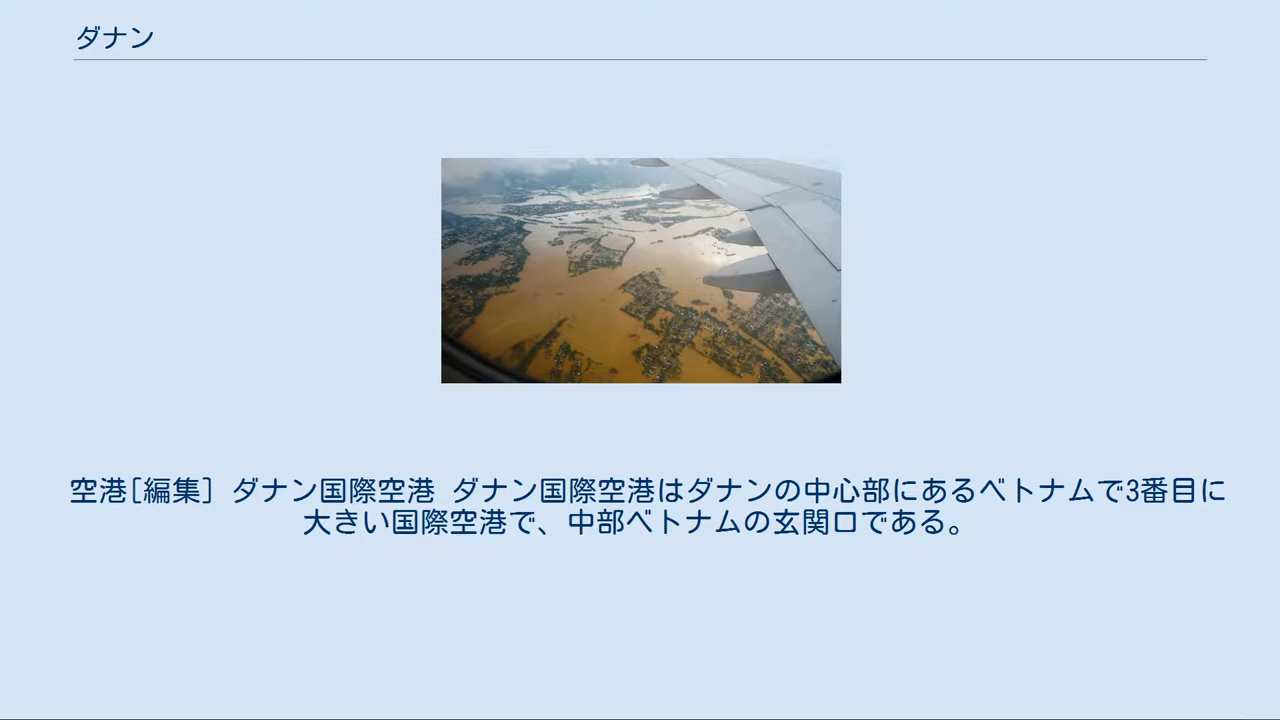 ダナン
空港[編集] ダナン国際空港 ダナン国際空港はダナンの中心部にあるベトナムで3番目に
大きい国際空港で、中部ベトナムの玄関口である。